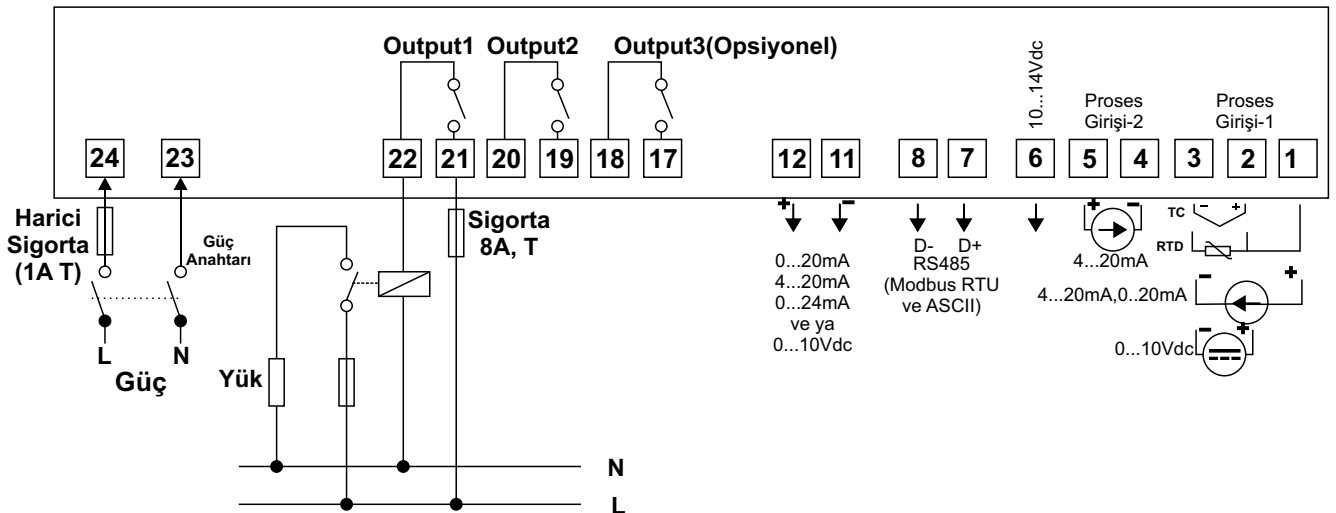 Output1 Output2 Output3(Opsiyonel)
10...14Vdc
Proses
Girişi-2
Proses
Girişi-1
24 23 22 21 20 19 18 17 12 11 8 7 6 5 4 3 2 1
Harici
Sigorta
(1A T)
Güç
Anahtarı
L N
Güç
Sigorta
8A, T
Yük
N
L
+ -
0...20mA
4...20mA
0...24mA
ve ya
0...10Vdc
D- D+
RS485
(Modbus RTU
ve ASCII)
+ -
4...20mA
TC - +
RTD
- +
4...20mA,0..20mA
- +
0...10Vdc